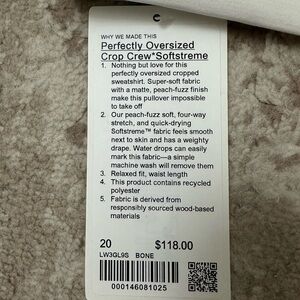 WHY WE MADE THIS
Perfectly Oversized
Crop Crew*Softstreme
1. Nothing but love for this
perfectly oversized cropped
sweatshirt. Super-soft fabric
with a matte, peach-fuzz finish
make this pullover impossible
to take off
2. Our peach-fuzz soft, four-way
stretch, and quick-drying
Softstreme™ fabric feels smooth
next to skin and has a weighty
drape. Water drops can easily
mark this fabric—a simple
machine wash will remove them
3. Relaxed fit, waist length
4. This product contains recycled
polyester
5. Fabric is derived from
responsibly sourced wood-based
materials
20 $118.00
LW3GL9S BONE
000146081025